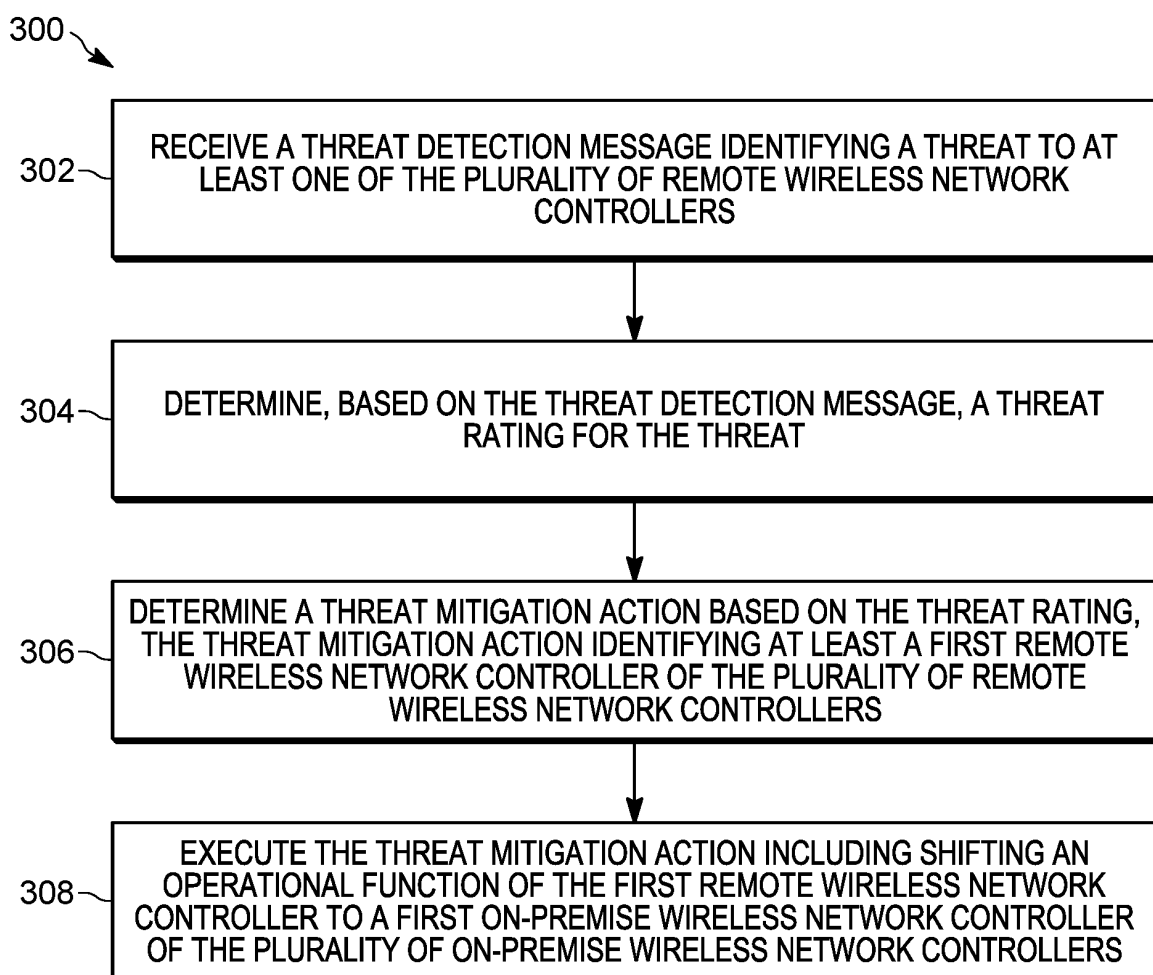 300
302
RECEIVE A THREAT DETECTION MESSAGE IDENTIFYING A THREAT TO AT
LEAST ONE OF THE PLURALITY OF REMOTE WIRELESS NETWORK
CONTROLLERS
304
DETERMINE, BASED ON THE THREAT DETECTION MESSAGE, A THREAT
RATING FOR THE THREAT
306
DETERMINE A THREAT MITIGATION ACTION BASED ON THE THREAT RATING,
THE THREAT MITIGATION ACTION IDENTIFYING AT LEAST A FIRST REMOTE
WIRELESS NETWORK CONTROLLER OF THE PLURALITY OF REMOTE
WIRELESS NETWORK CONTROLLERS
308
EXECUTE THE THREAT MITIGATION ACTION INCLUDING SHIFTING AN
OPERATIONAL FUNCTION OF THE FIRST REMOTE WIRELESS NETWORK
CONTROLLER TO A FIRST ON-PREMISE WIRELESS NETWORK CONTROLLER
OF THE PLURALITY OF ON-PREMISE WIRELESS NETWORK CONTROLLERS